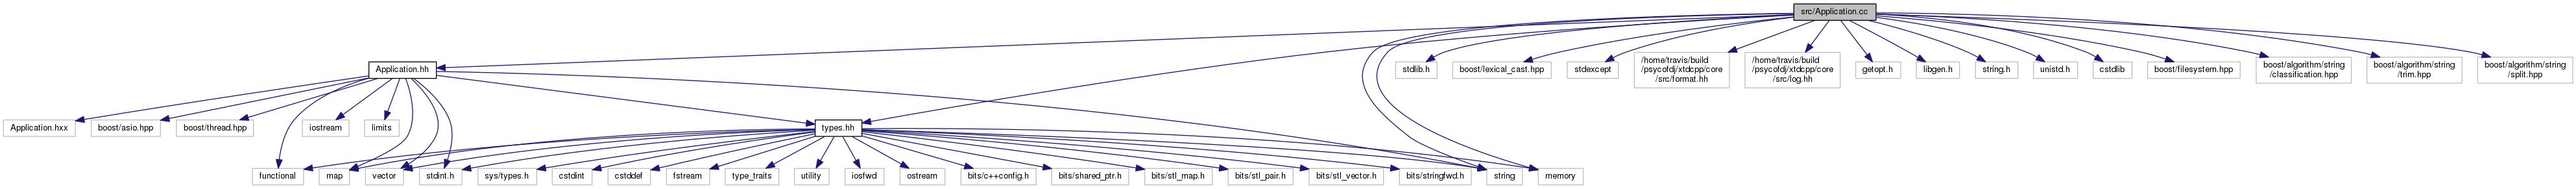 src/Application.cc
Application.hh
stdlib.h
boost/lexical_cast.hpp
stdexcept
/home/travis/build
/psycofdj/xtdcpp/core
/src/format.hh
/home/travis/build
/psycofdj/xtdcpp/core
/src/log.hh
getopt.h
libgen.h
string.h
unistd.h
cstdlib
boost/filesystem.hpp
boost/algorithm/string
/classification.hpp
boost/algorithm/string
/trim.hpp
boost/algorithm/string
/split.hpp
Application.hxx
boost/asio.hpp
boost/thread.hpp
iostream
limits
types.hh
functional
map
vector
stdint.h
sys/types.h
cstdint
cstddef
fstream
type_traits
utility
iosfwd
ostream
bits/c++config.h
bits/shared_ptr.h
bits/stl_map.h
bits/stl_pair.h
bits/stl_vector.h
bits/stringfwd.h
string
memory